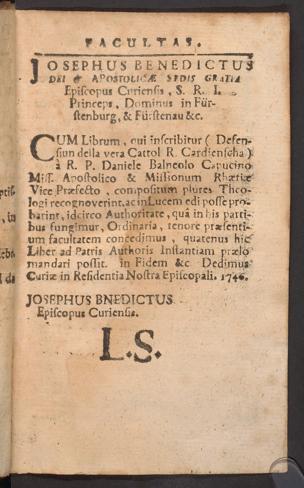 FACULTAS.
JOSEPHUS BENEDICTUS
DEI & APOSTOLICÆ SEDIS GRATIA
Episcopus Curiensis, S. R. I.
Princeps, Dominus in Für-
stenburg, & Fürstenau &c.
CUM Librum, qui inscribitur (Defen-
siun della vera Cattol R. Cardienscha)
à R. P. Daniele Balneolo Capucino
Miss. Apostolico & Missionum Rhætiæ
Vice Præfecto, compositum plures Theo-
logi recognoverint, ac in Lucem edi posse pro-
barint, idcirco Authoritate, quâ in his parti-
bus fungimur, Ordinaria, tenore præsenti-
um facultatem concedimus, quatenus hic
Liber ad Patris Authoris Instantiam prælo
mandari possit. in Fidem &c Dedimus
Curiæ in Residentia Nostra Episcopali. 1746.
JOSEPHUS BNEDICTUS
Episcopus Curiensis.
L.S.